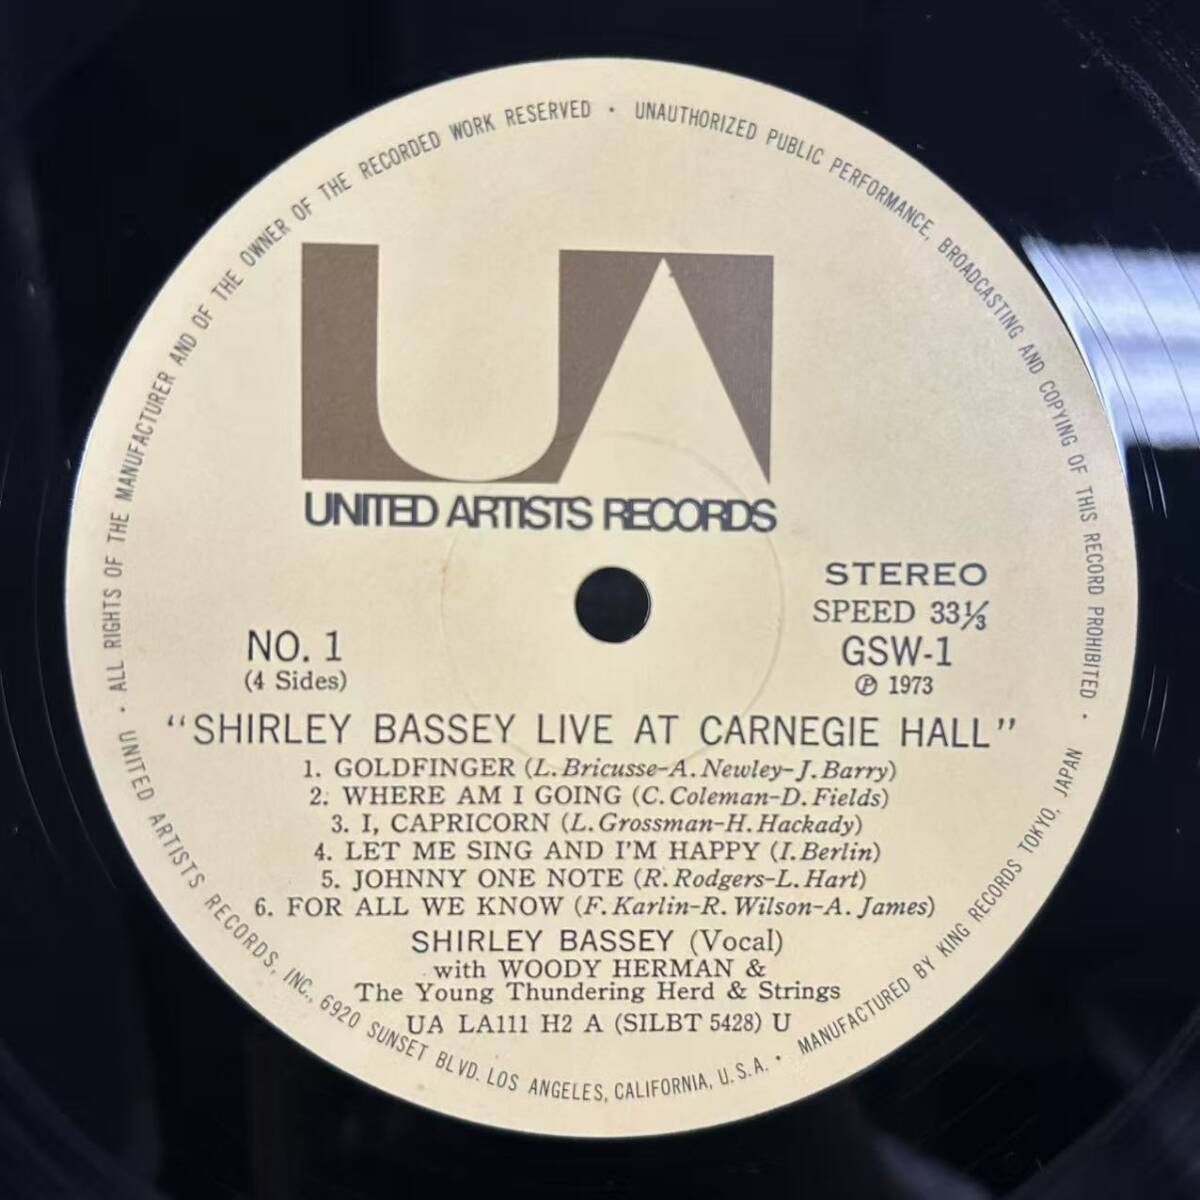 UNITED ARTISTS RECORDS, INC., 6920 SUNSET BLVD. LOS ANGELES, CALIFORNIA, U.S.A. • MANUFACTURED BY KING RECORDS TOKYO, JAPAN
• ALL RIGHTS OF THE MANUFACTURER AND OF THE OWNER OF THE RECORDED WORK RESERVED • UNAUTHORIZED PUBLIC PERFORMANCE, BROADCASTING AND COPYING OF THIS RECORD PROHIBITED •
UA
UNITED ARTISTS RECORDS
STEREO
SPEED 33⅓
NO. 1
GSW-1
(4 Sides)
℗ 1973
"SHIRLEY BASSEY LIVE AT CARNEGIE HALL"
1. GOLDFINGER (L. Bricusse-A. Newley-J. Barry)
2. WHERE AM I GOING (C. Coleman-D. Fields)
3. I, CAPRICORN (L. Grossman-H. Hackady)
4. LET ME SING AND I'M HAPPY (I. Berlin)
5. JOHNNY ONE NOTE (R. Rodgers-L. Hart)
6. FOR ALL WE KNOW (F. Karlin-R. Wilson-A. James)
SHIRLEY BASSEY (Vocal)
with WOODY HERMAN &
The Young Thundering Herd & Strings
UA LA111 H2 A (SILBT 5428) U